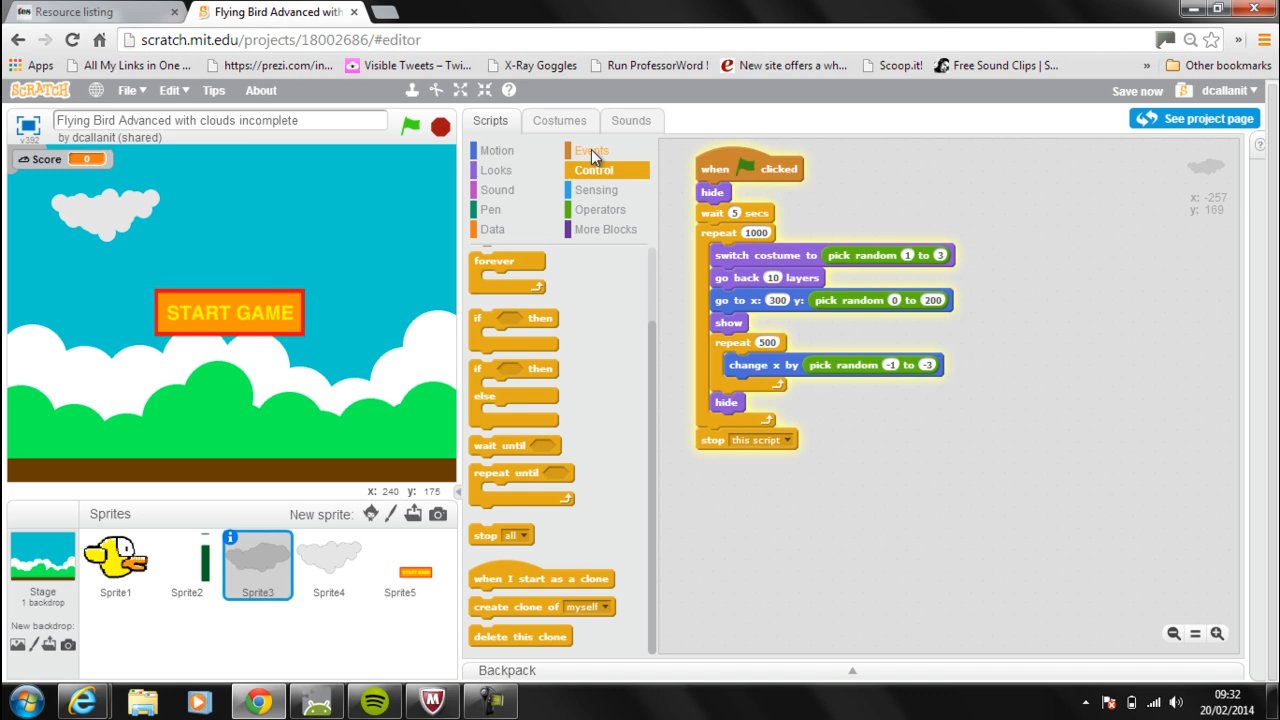 Resource listing
Flying Bird Advanced with
scratch.mit.edu/projects/18002686/#editor
Apps All My Links in One ... https://prezi.com/in... Visible Tweets – Twi... X-Ray Goggles Run ProfessorWord ! New site offers a wh... Scoop.it! Free Sound Clips | S... » Other bookmarks
SCRATCH File Edit Tips About Save now dcallanit
Flying Bird Advanced with clouds incomplete
by dcallanit (shared)
v392
Scripts Costumes Sounds
See project page
Score 0
START GAME
x: 240 y: 175
Motion Events
Looks Control
Sound Sensing
Pen Operators
Data More Blocks
forever
if then
if then
else
wait until
repeat until
stop all
when I start as a clone
create clone of myself
delete this clone
when clicked
hide
wait 5 secs
repeat 1000
switch costume to pick random 1 to 3
go back 10 layers
go to x: 300 y: pick random 0 to 200
show
repeat 500
change x by pick random -1 to -3
hide
stop this script
x: -257
y: 169
Sprites New sprite:
Stage
1 backdrop
New backdrop:
Sprite1 Sprite2 Sprite3 Sprite4 Sprite5
Backpack
09:32
20/02/2014